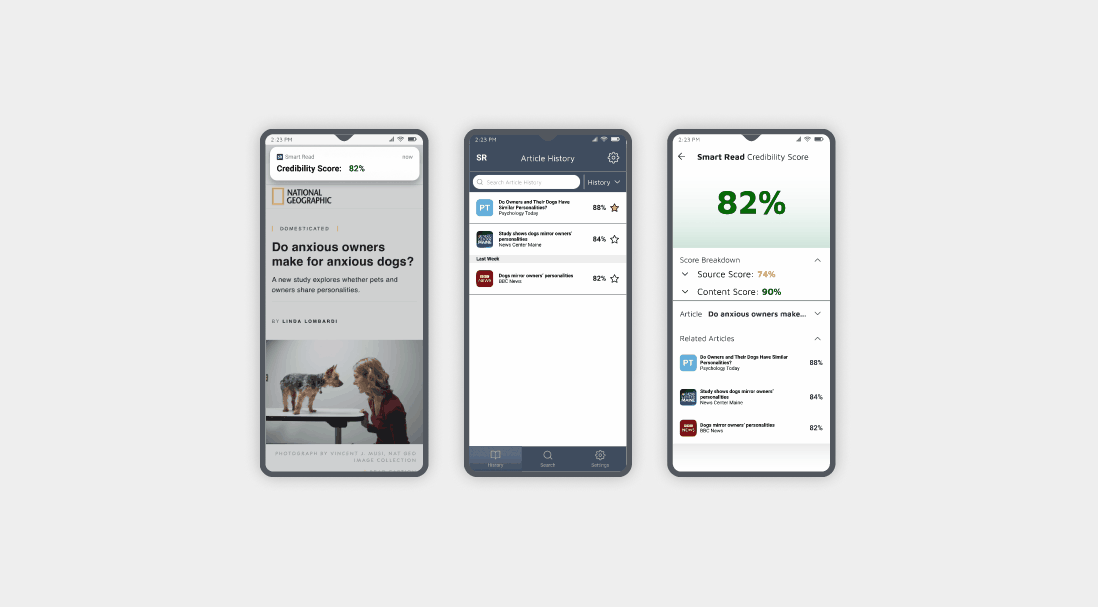 2:23 PM
SR Smart Read now
Credibility Score: 82%
NATIONAL
GEOGRAPHIC
DOMESTICATED
Do anxious owners
make for anxious dogs?
A new study explores whether pets and
owners share personalities.
BY LINDA LOMBARDI
PHOTOGRAPH BY VINCENT J. MUSI, NAT GEO
IMAGE COLLECTION
2:23 PM
SR Article History
Search Article History History
PT Do Owners and Their Dogs Have
Similar Personalities?
Psychology Today
88%
Study shows dogs mirror owners'
personalities
News Center Maine
84%
MAINE
Last Week
BBC NEWS
Dogs mirror owners' personalities
BBC News
82%
History Search Settings
2:23 PM
Smart Read Credibility Score
82%
Score Breakdown
Source Score: 74%
Content Score: 90%
Article Do anxious owners make...
Related Articles
PT Do Owners and Their Dogs Have Similar
Personalities?
Psychology Today
88%
Study shows dogs mirror owners'
personalities
News Center Maine
84%
MAINE
BBC NEWS
Dogs mirror owners' personalities
BBC News
82%